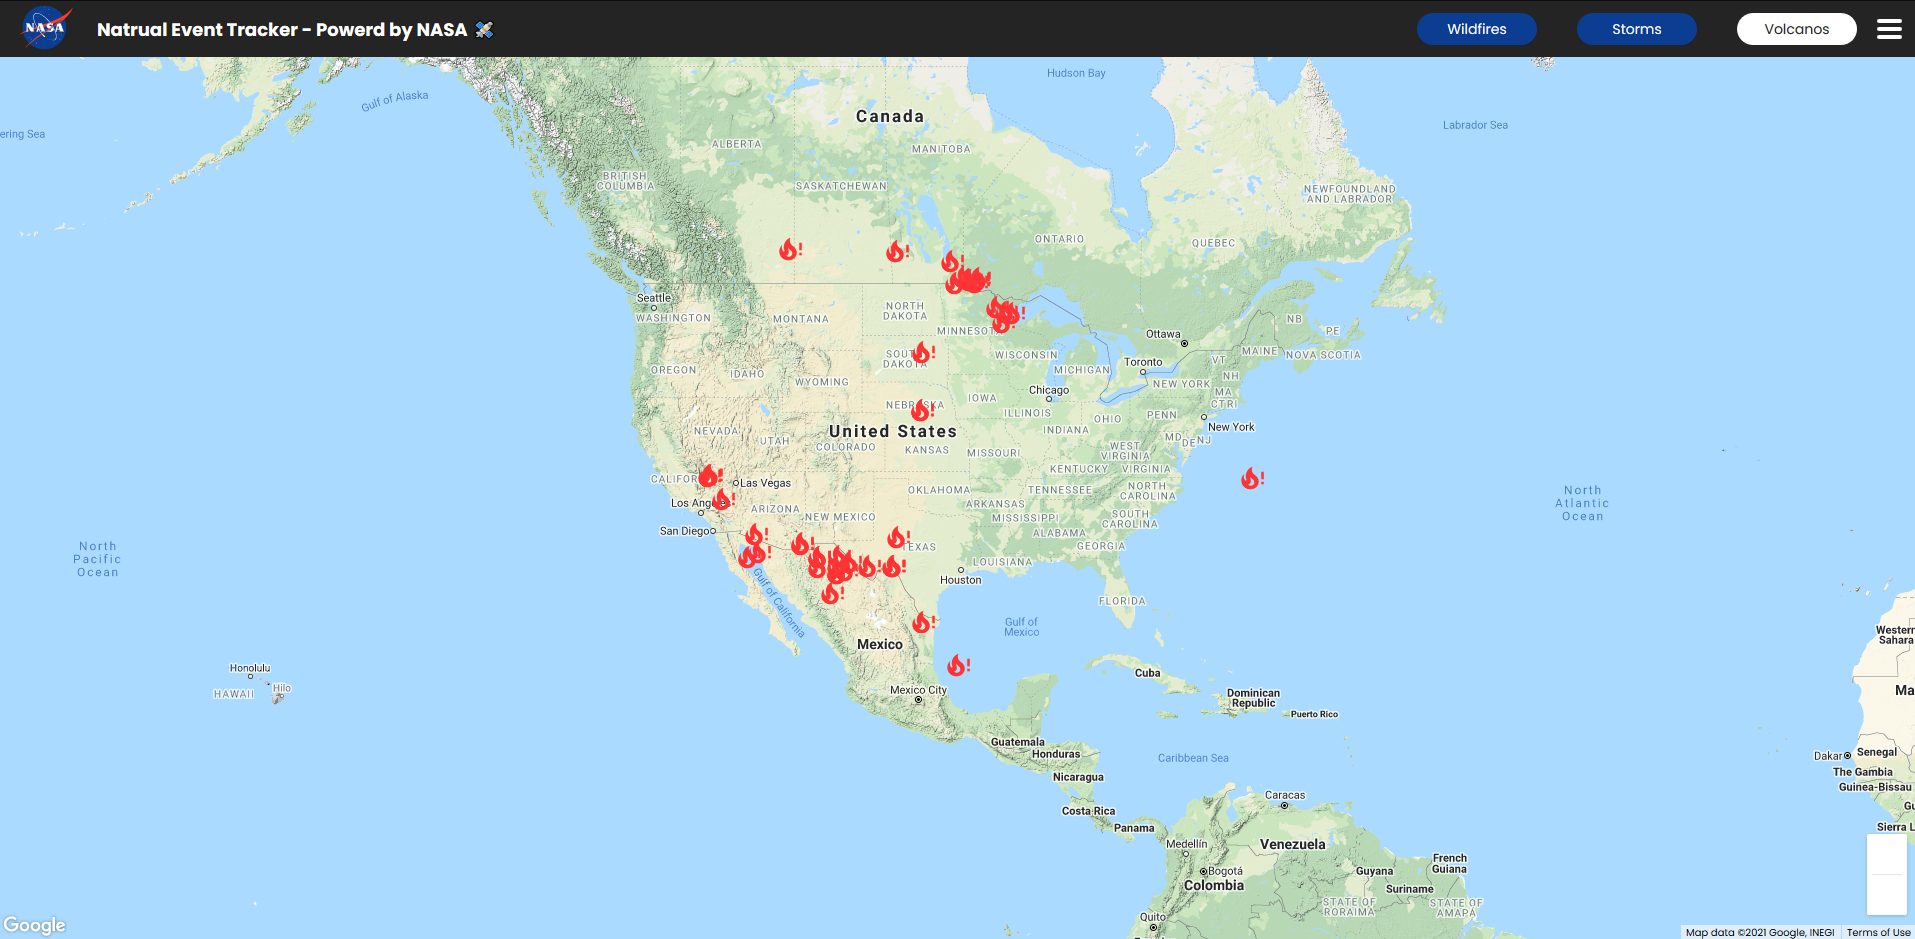 NASA
Natrual Event Tracker - Powerd by NASA
Wildfires
Storms
Volcanos
Hudson Bay
Gulf of Alaska
Canada
Labrador Sea
ering Sea
ALBERTA
MANITOBA
BRITISH
COLUMBIA
SASKATCHEWAN
NEWFOUNDLAND
AND LABRADOR
ONTARIO
QUEBEC
Seattle
WASHINGTON
MONTANA
NORTH
DAKOTA
MINNESOT
NB
PE
Ottawa
MAINE
NOVA SCOTIA
SOU
DAKOTA
WISCONSIN
VT
Toronto
MICHIGAN
OREGON
IDAHO
WYOMING
NH
NEW YORK
MA
Chicago
NEBRASKA
IOWA
ILLINOIS
CT
RI
OHIO
PENN
New York
United States
NEVADA
UTAH
COLORADO
KANSAS
MISSOURI
INDIANA
MD
DE
NJ
WEST
VIRGINIA
KENTUCKY
VIRGINIA
CALIFOR
Las Vegas
OKLAHOMA
TENNESSEE
NORTH
CAROLINA
North
Atlantic
Ocean
Los Ang
ARIZONA
NEW MEXICO
ARKANSAS
MISSISSIPPI
SOUTH
CAROLINA
San Diego
ALABAMA
GEORGIA
TEXAS
LOUISIANA
North
Pacific
Ocean
Houston
Gulf of California
FLORIDA
Gulf of
Mexico
Western
Sahara
Mexico
Honolulu
HAWAII
Hilo
Cuba
Mexico City
Dominican
Republic
Puerto Rico
Ma
Guatemala
Honduras
Caribbean Sea
Dakar
Senegal
The Gambia
Guinea-Bissau
Nicaragua
Caracas
Gu
Costa Rica
Panama
Sierra L
Medellín
Venezuela
French
Guiana
Bogotá
Guyana
Colombia
Suriname
STATE OF
RORAIMA
STATE OF
AMAPÁ
Quito
Google
Map data ©2021 Google, INEGI
Terms of Use